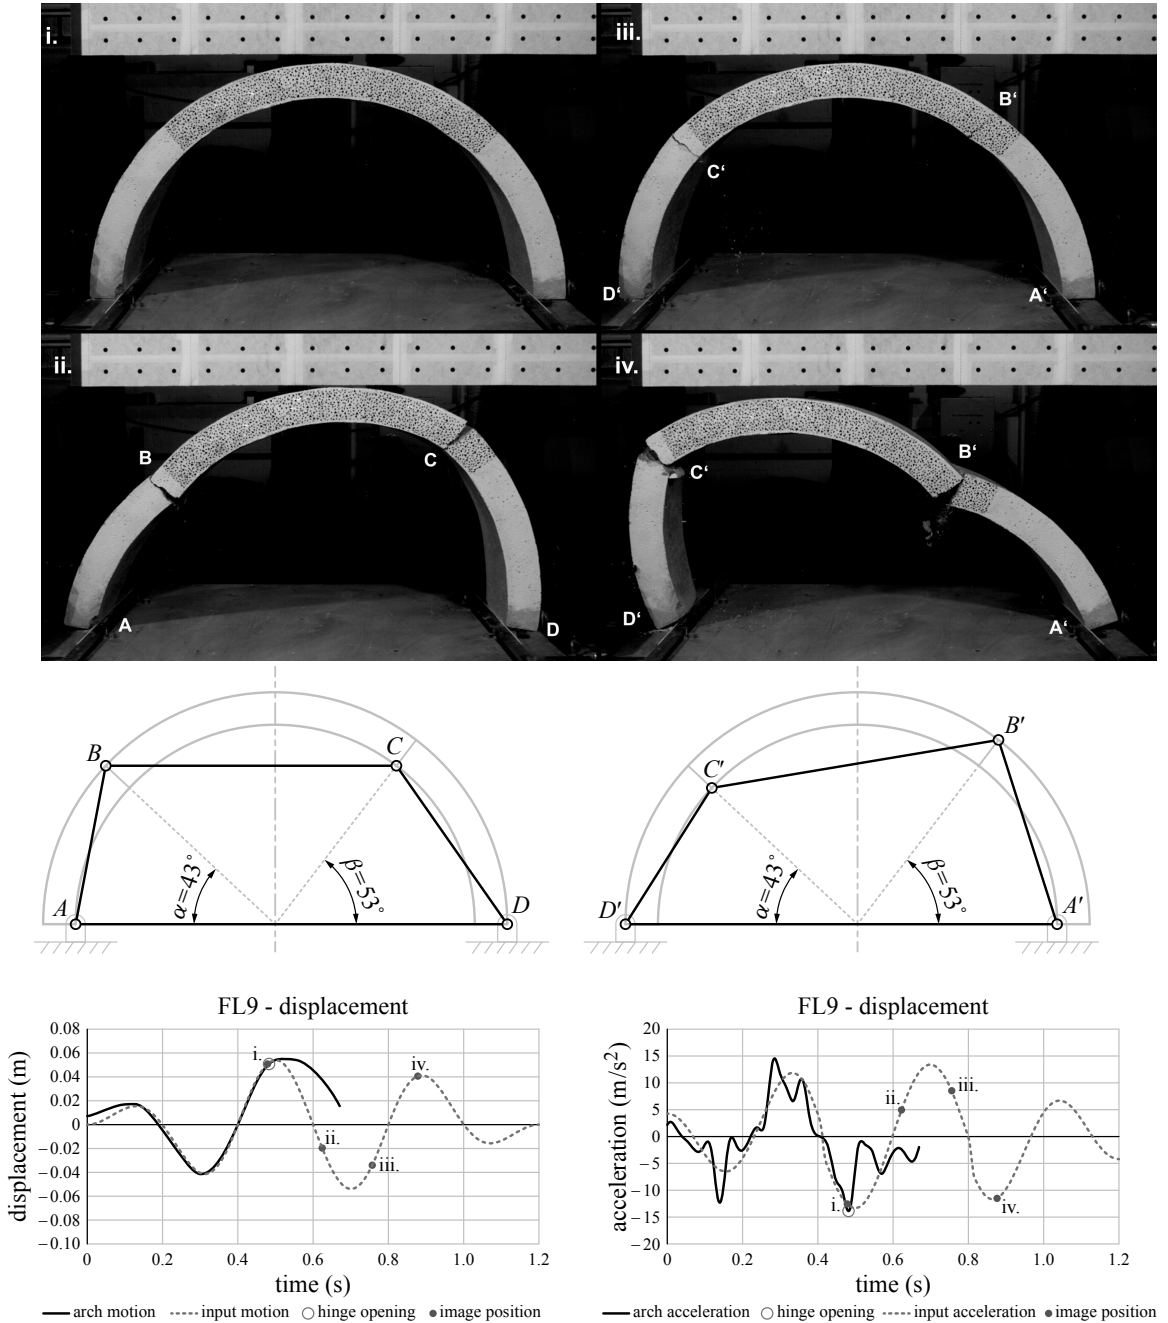 i.
iii.
B‘
C‘
D‘
A‘
ii.
B
C
A
D
iv.
B‘
C‘
D‘
A‘
B
C
α=43°
β=53°
A
D
B′
C′
α=43°
β=53°
D′
A′
FL9 - displacement
displacement (m)
0.08
0.06
0.04
0.02
0
−0.02
−0.04
−0.06
−0.08
−0.10
i.
ii.
iii.
iv.
0
0.2
0.4
0.6
0.8
1.0
1.2
time (s)
arch motion
input motion
hinge opening
image position
FL9 - displacement
acceleration (m/s²)
20
15
10
5
0
−5
−10
−15
−20
i.
ii.
iii.
iv.
0
0.2
0.4
0.6
0.8
1.0
1.2
time (s)
arch acceleration
hinge opening
input acceleration
image position